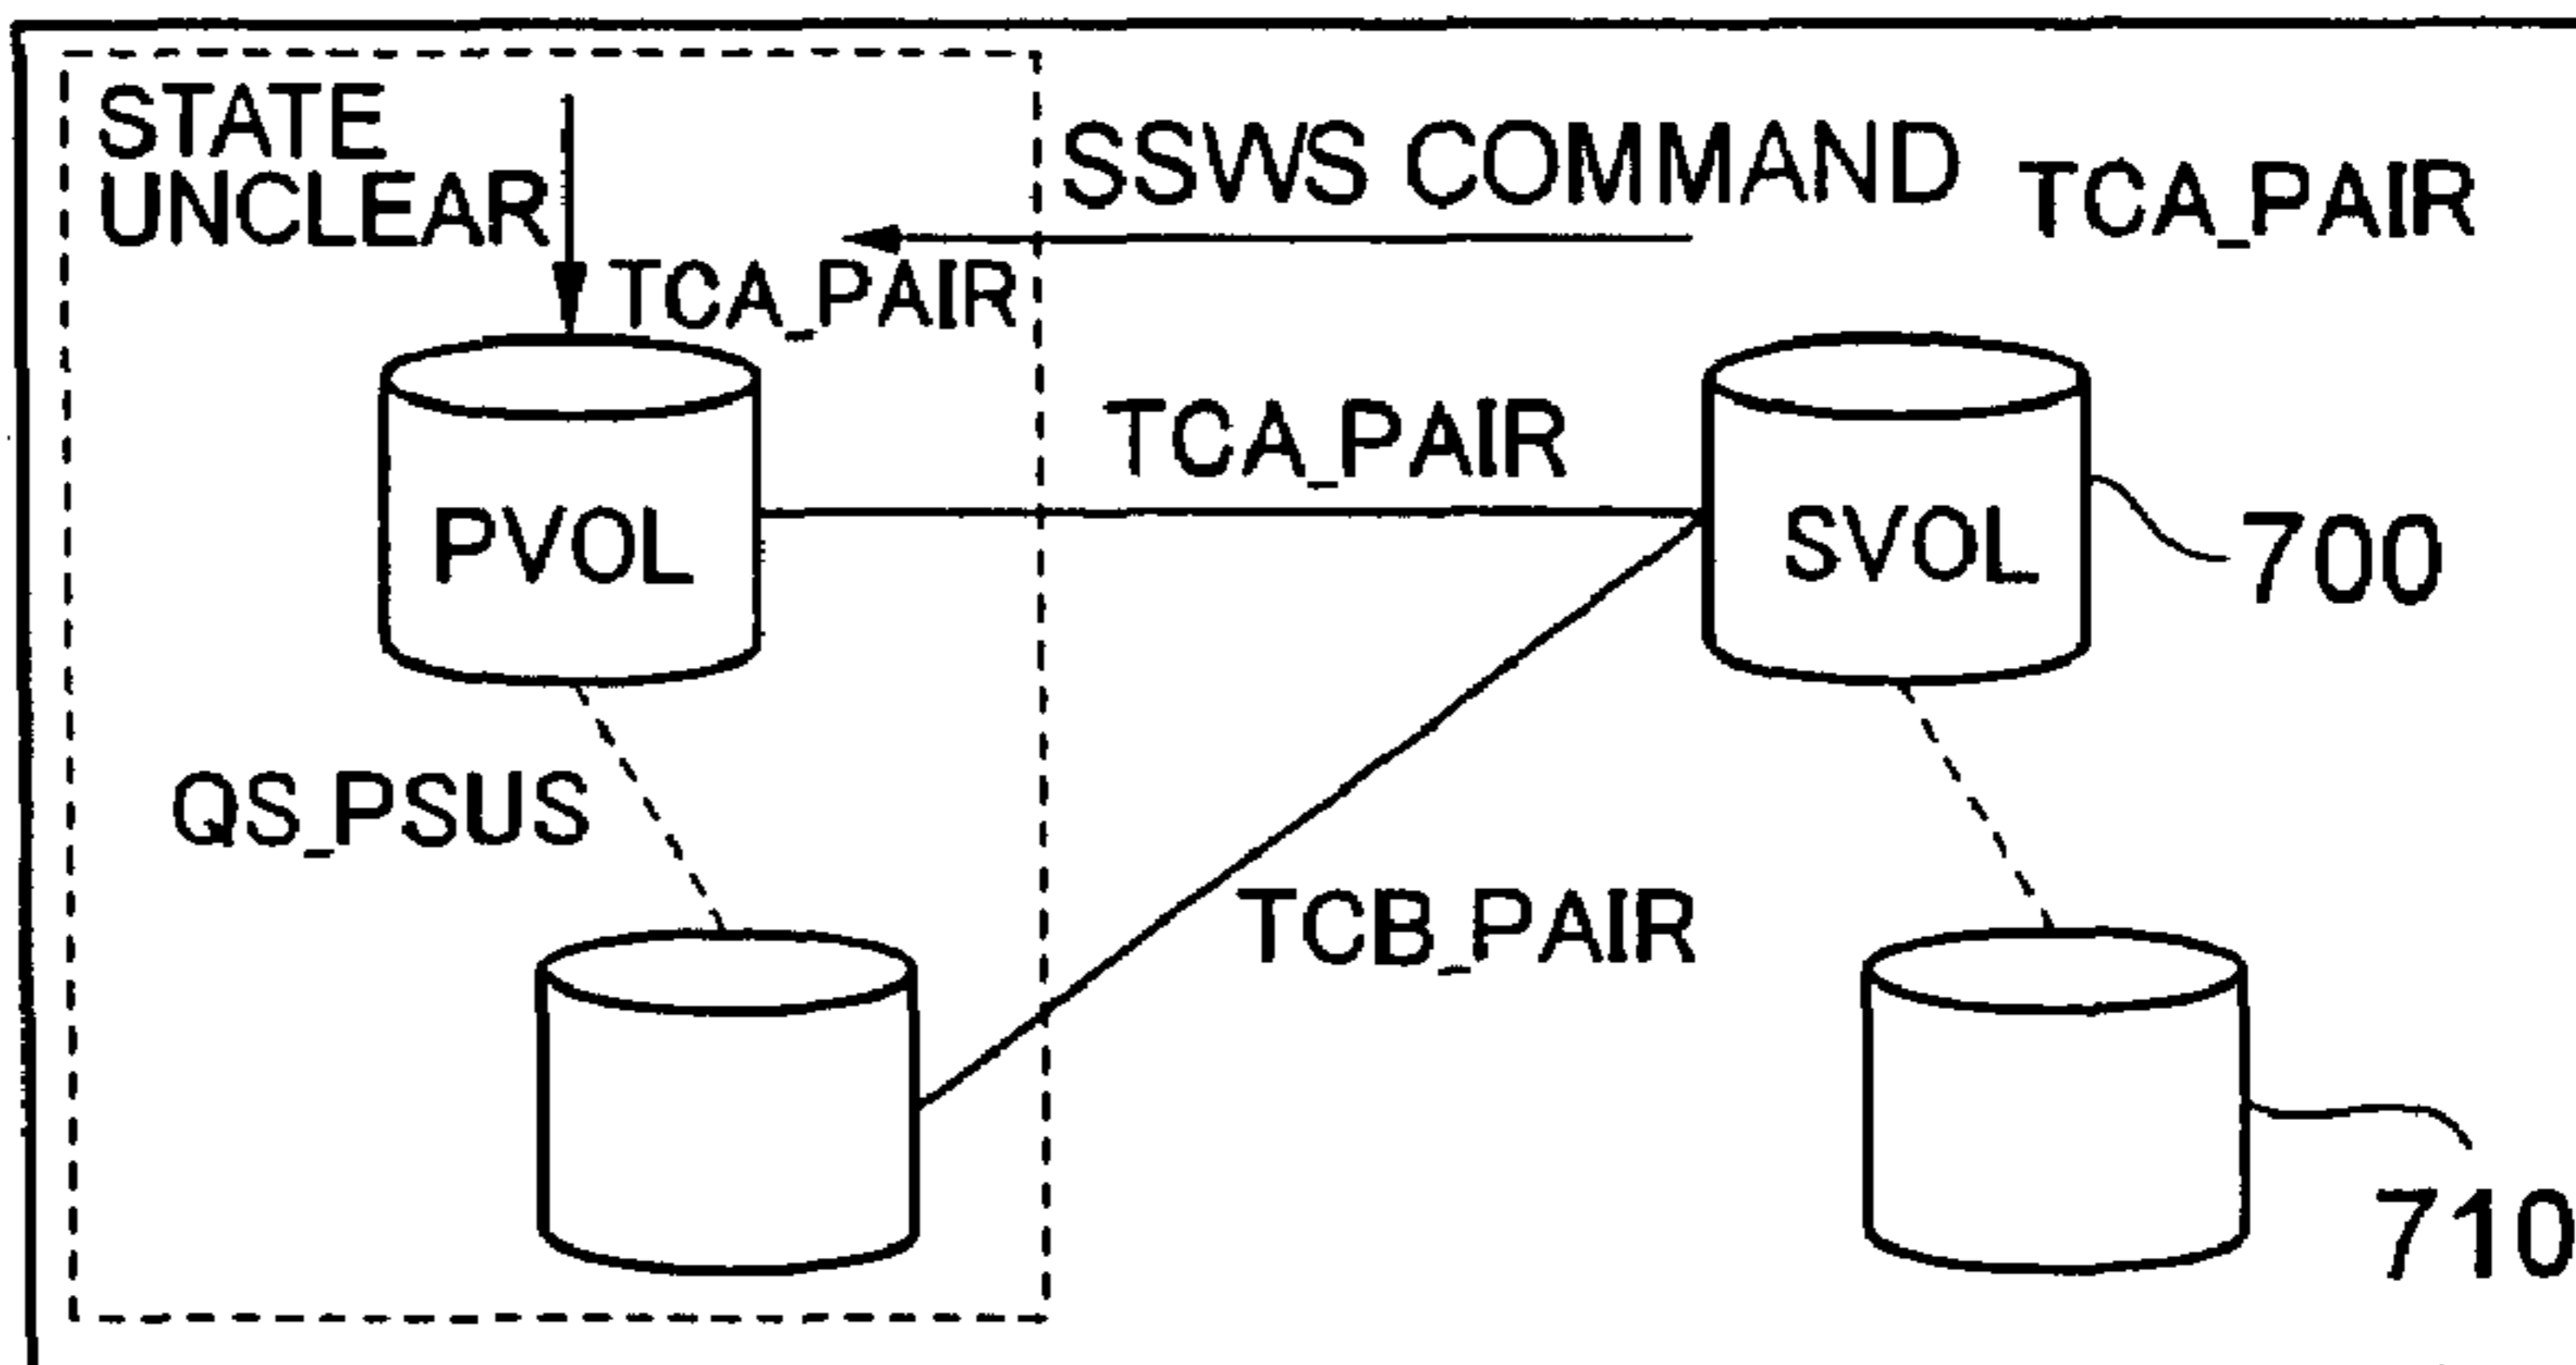 STATE
UNCLEAR
SSWS COMMAND
TCA_PAIR
TCA_PAIR
TCA_PAIR
PVOL
SVOL
700
QS_PSUS
TCB_PAIR
710